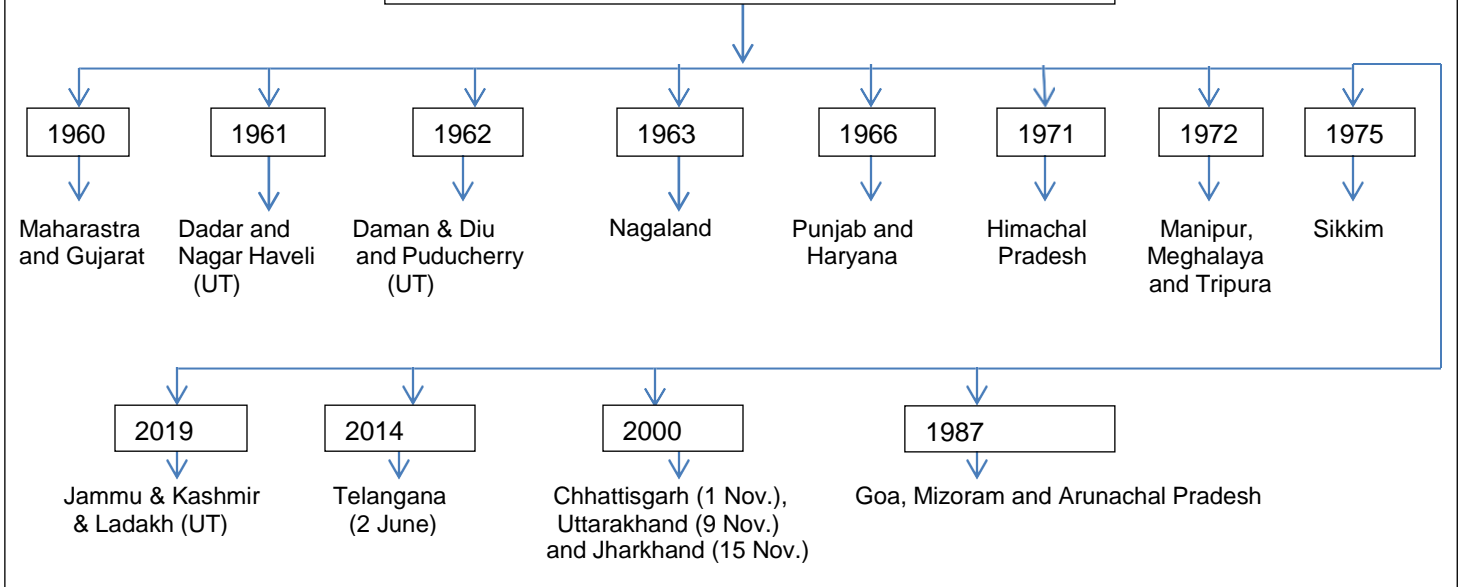 1960
1961
1962
1963
1966
1971
1972
1975
Maharastra
and Gujarat
Dadar and
Nagar Haveli
(UT)
Daman & Diu
and Puducherry
(UT)
Nagaland
Punjab and
Haryana
Himachal
Pradesh
Manipur,
Meghalaya
and Tripura
Sikkim
2019
2014
2000
1987
Jammu & Kashmir
& Ladakh (UT)
Telangana
(2 June)
Chhattisgarh (1 Nov.),
Uttarakhand (9 Nov.)
and Jharkhand (15 Nov.)
Goa, Mizoram and Arunachal Pradesh